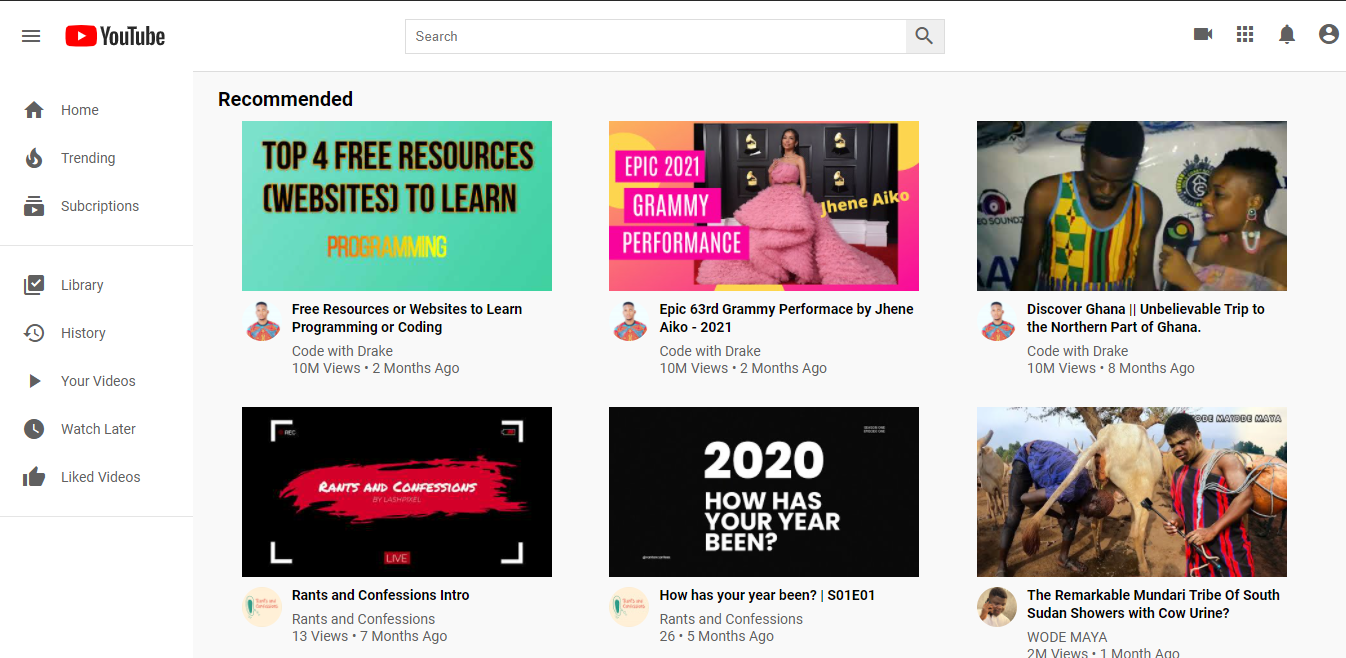 YouTube
Search
Home
Trending
Subcriptions
Library
History
Your Videos
Watch Later
Liked Videos
Recommended
TOP 4 FREE RESOURCES
(WEBSITES) TO LEARN
PROGRAMMING
Free Resources or Websites to Learn
Programming or Coding
Code with Drake
10M Views • 2 Months Ago
EPIC 2021
GRAMMY
PERFORMANCE
Jhene Aiko
Epic 63rd Grammy Performace by Jhene
Aiko - 2021
Code with Drake
10M Views • 2 Months Ago
SOUNDZ
Discover Ghana || Unbelievable Trip to
the Northern Part of Ghana.
Code with Drake
10M Views • 8 Months Ago
REC
RANTS AND CONFESSIONS
BY LASHPIXEL
LIVE
Rants and Confessions Intro
Rants and Confessions
13 Views • 7 Months Ago
SEASON ONE
EPISODE ONE
2020
HOW HAS
YOUR YEAR
BEEN?
How has your year been? | S01E01
Rants and Confessions
26 • 5 Months Ago
The Remarkable Mundari Tribe Of South
Sudan Showers with Cow Urine?
WODE MAYA
2M Views • 1 Month Ago